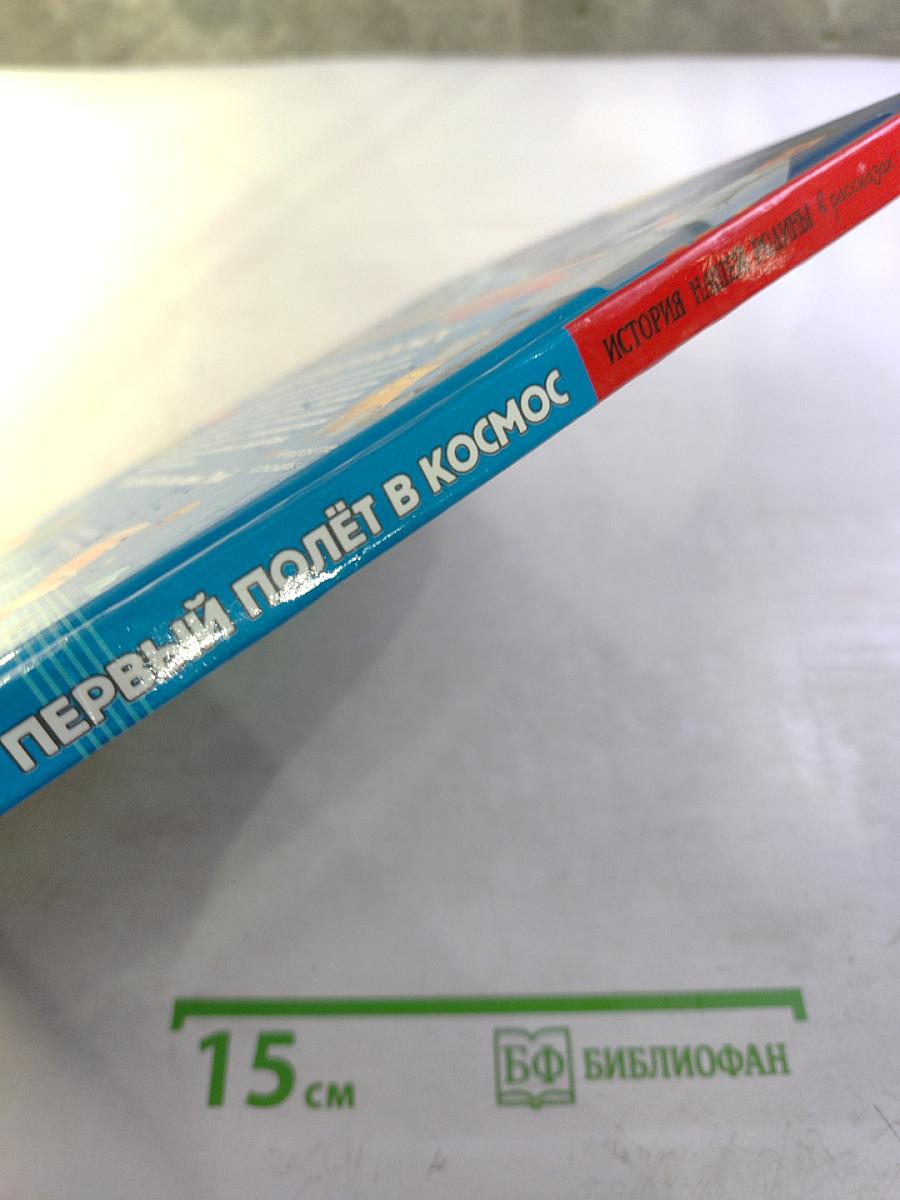 ПЕРВЫЙ ПОЛЁТ В КОСМОС
ИСТОРИЯ НАШЕЙ РОДИНЫ в рассказах
15 см
БФ БИБЛИОФАН